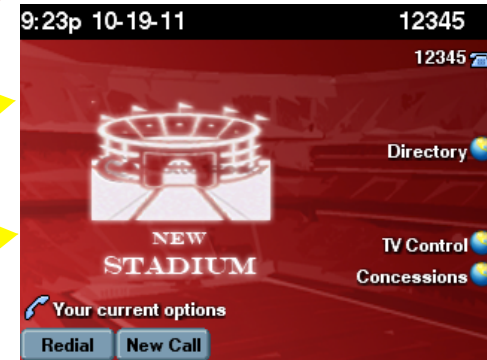 9:23p 10-19-11 12345
12345
Directory
NEW
STADIUM
TV Control
Concessions
Your current options
Redial New Call